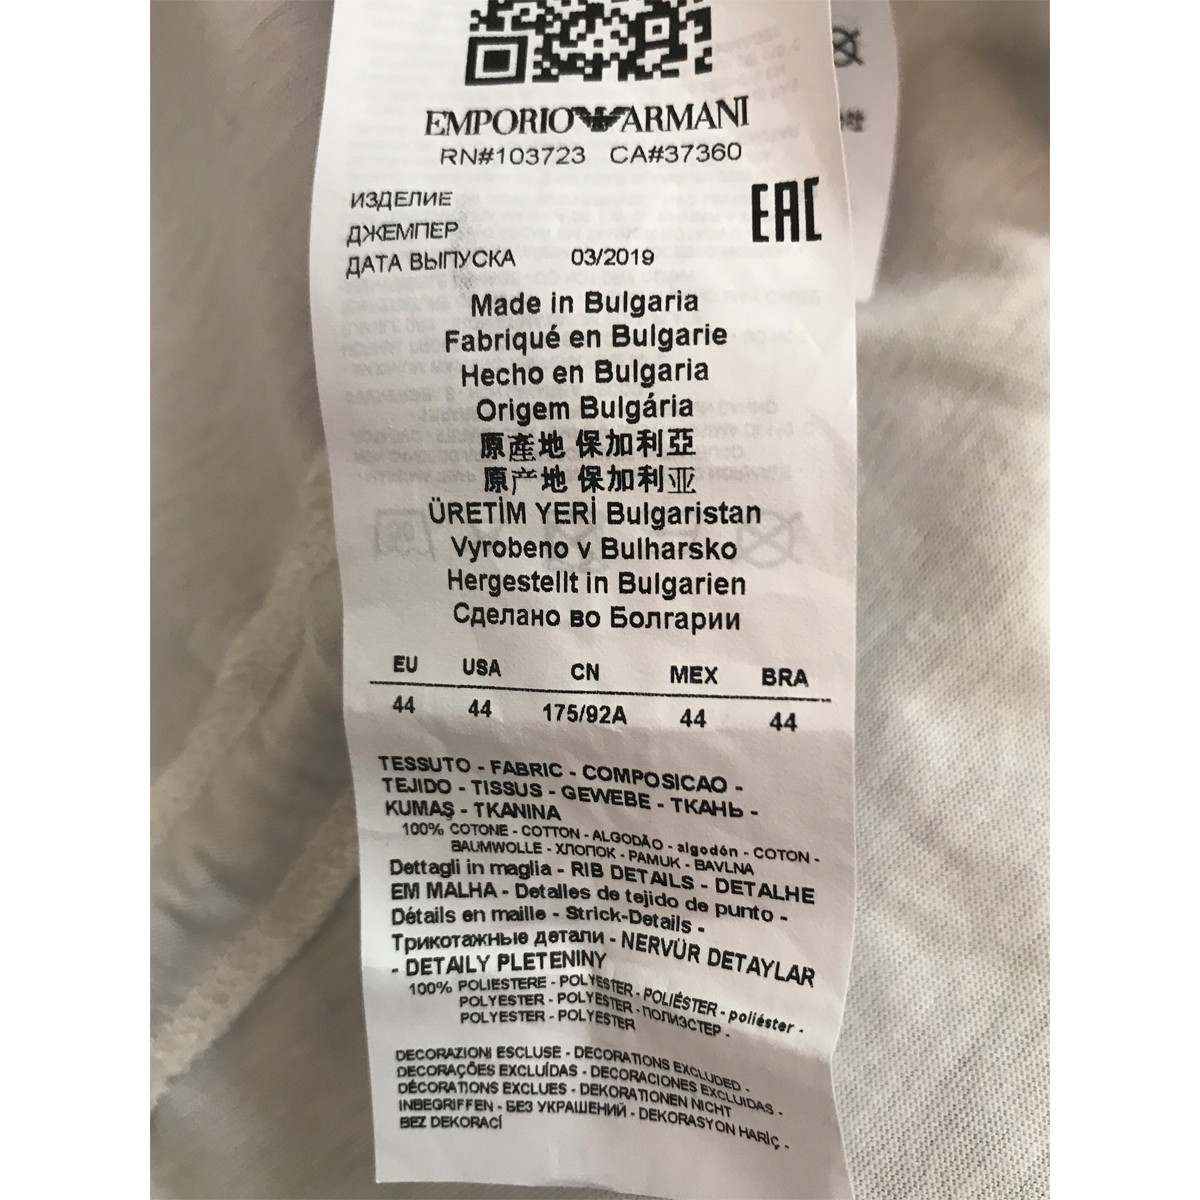 EMPORIO ARMANI
RN#103723 CA#37360
ИЗДЕЛИЕ
ДЖЕМПЕР
EAC
ДАТА ВЫПУСКА 03/2019
Made in Bulgaria
Fabriqué en Bulgarie
Hecho en Bulgaria
Origem Bulgária
原產地 保加利亞
原产地 保加利亚
ÜRETİM YERİ Bulgaristan
Vyrobeno v Bulharsko
Hergestellt in Bulgarien
Сделано во Болгарии
EU USA CN MEX BRA
44 44 175/92A 44 44
TESSUTO - FABRIC - COMPOSICAO -
TEJIDO - TISSUS - GEWEBE - ТКАНЬ -
KUMAŞ - TKANINA
100% COTONE - COTTON - ALGODÃO - algodón - COTON -
BAUMWOLLE - ХЛОПОК - PAMUK - BAVLNA
Dettagli in maglia - RIB DETAILS - DETALHE
EM MALHA - Detalles de tejido de punto -
Détails en maille - Strick-Details -
Трикотажные детали - NERVÜR DETAYLAR
- DETAILY PLETENINY
100% POLIESTERE - POLYESTER - POLIÉSTER - poliéster -
POLYESTER - POLYESTER - ПОЛИЭСТЕР -
POLYESTER - POLYESTER
DECORAZIONI ESCLUSE - DECORATIONS EXCLUDED -
DECORAÇÕES EXCLUÍDAS - DECORACIONES EXCLUIDAS -
DÉCORATIONS EXCLUES - DEKORATIONEN NICHT
INBEGRIFFEN - БЕЗ УКРАШЕНИЙ - DEKORASYON HARİÇ -
BEZ DEKORACÍ